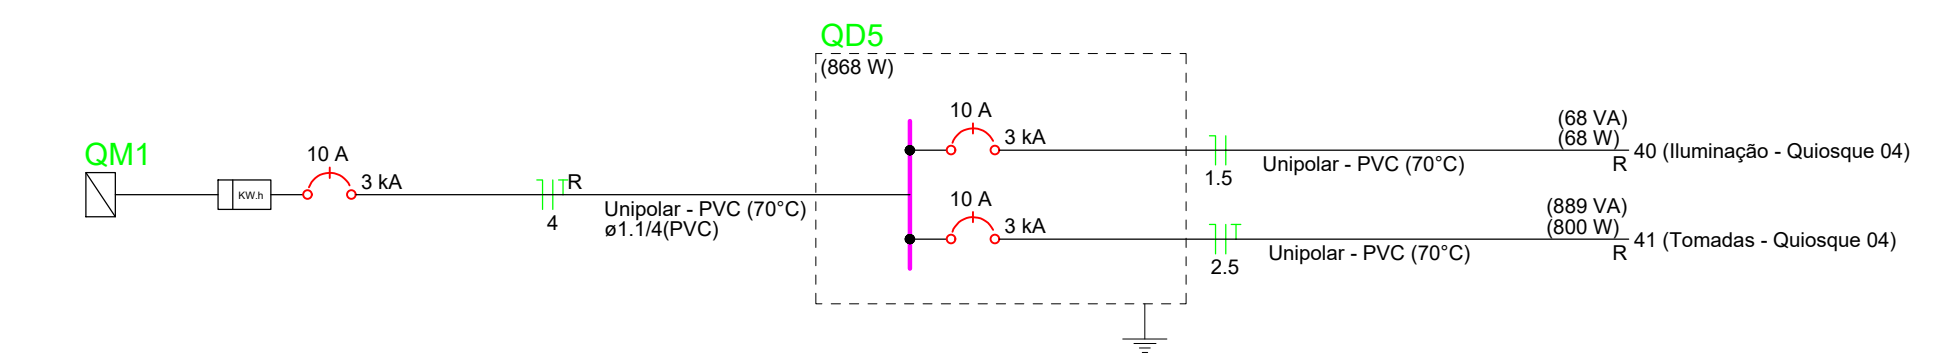 QM1
KW.h
10 A
3 kA
R
4
Unipolar - PVC (70°C)
ø1.1/4(PVC)
QD5
(868 W)
10 A
3 kA
1.5
Unipolar - PVC (70°C)
(68 VA)
(68 W)
R
40 (Iluminação - Quiosque 04)
10 A
3 kA
2.5
Unipolar - PVC (70°C)
(889 VA)
(800 W)
R
41 (Tomadas - Quiosque 04)